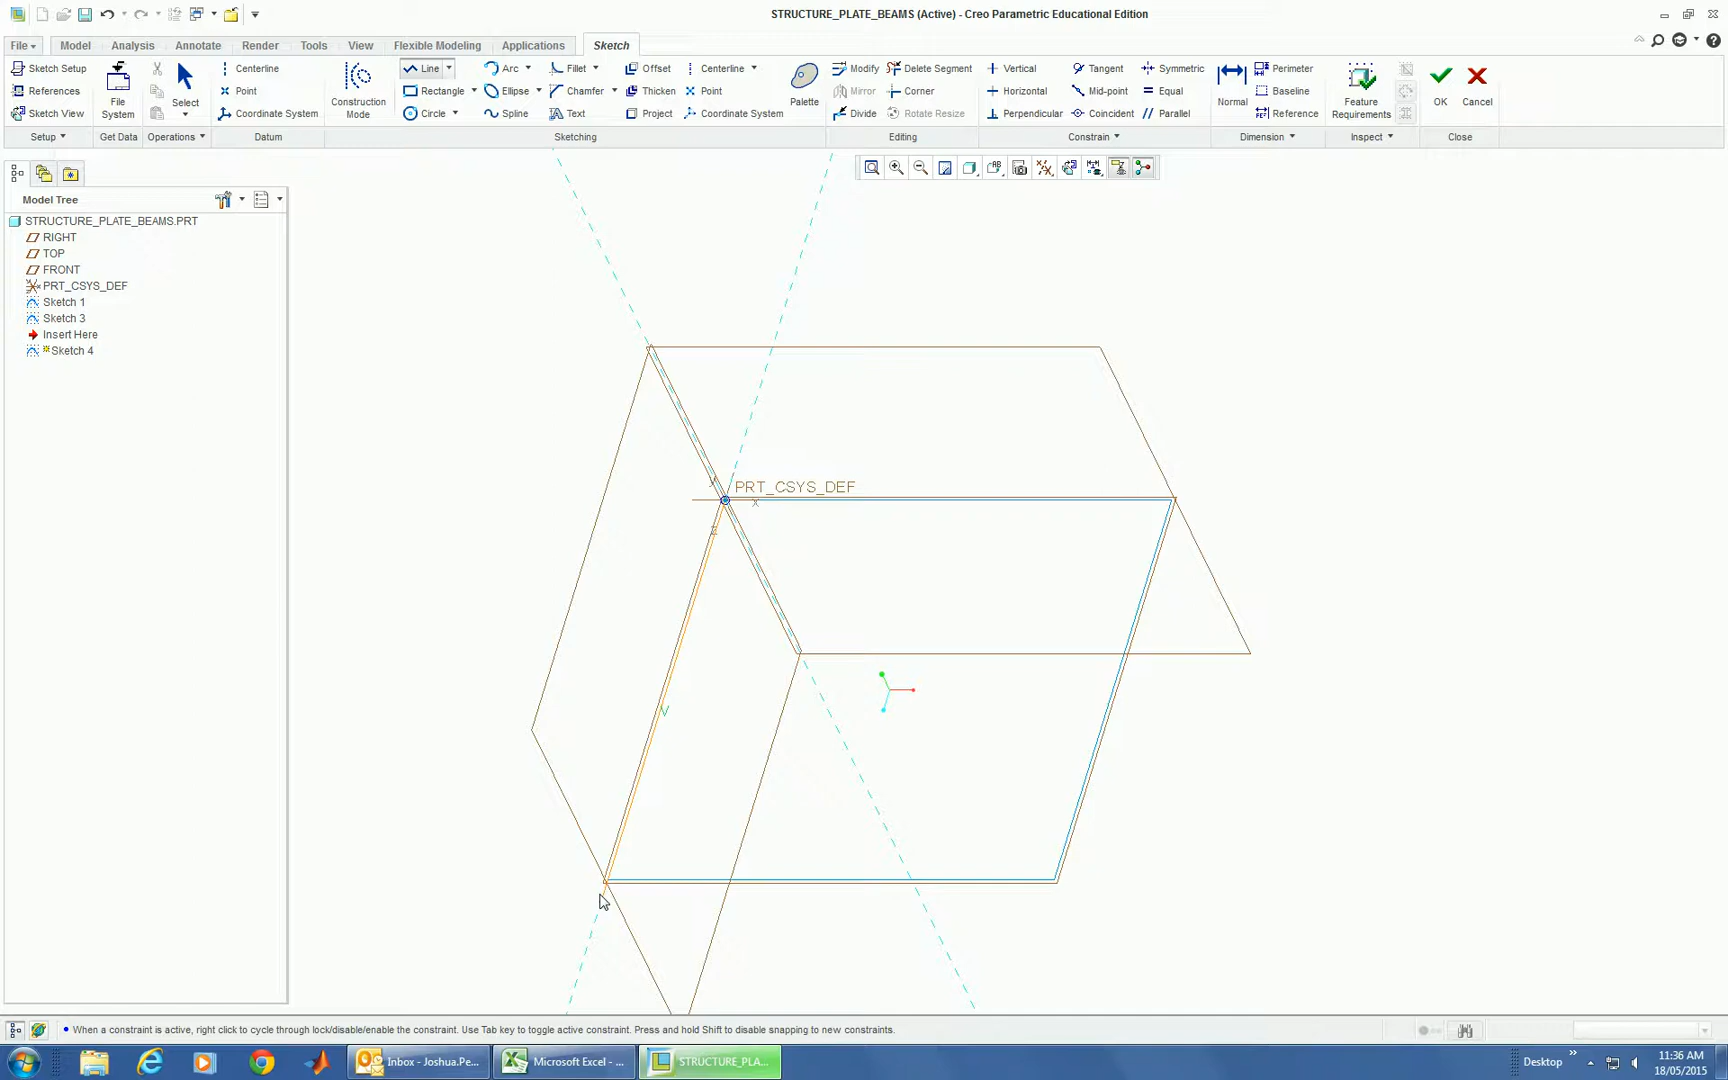 STRUCTURE_PLATE_BEAMS (Active) - Creo Parametric Educational Edition
File Model Analysis Annotate Render Tools View Flexible Modeling Applications Sketch
Sketch Setup
References
Sketch View
File System
Select
Centerline
Point
Coordinate System
Construction Mode
Line Arc Fillet Offset Centerline
Rectangle Ellipse Chamfer Thicken Point
Circle Spline Text Project Coordinate System
Palette
Modify Delete Segment
Mirror Corner
Divide Rotate Resize
Vertical Tangent Symmetric
Horizontal Mid-point Equal
Perpendicular Coincident Parallel
Normal
Perimeter
Baseline
Reference
Feature Requirements
OK Cancel
Setup Get Data Operations Datum Sketching Editing Constrain Dimension Inspect Close
Model Tree
STRUCTURE_PLATE_BEAMS.PRT
RIGHT
TOP
FRONT
PRT_CSYS_DEF
Sketch 1
Sketch 3
Insert Here
Sketch 4
PRT_CSYS_DEF
X
V
When a constraint is active, right click to cycle through lock/disable/enable the constraint. Use Tab key to toggle active constraint. Press and hold Shift to disable snapping to new constraints.
Inbox - Joshua.Pe... Microsoft Excel - ... STRUCTURE_PLA...
Desktop
11:36 AM
18/05/2015